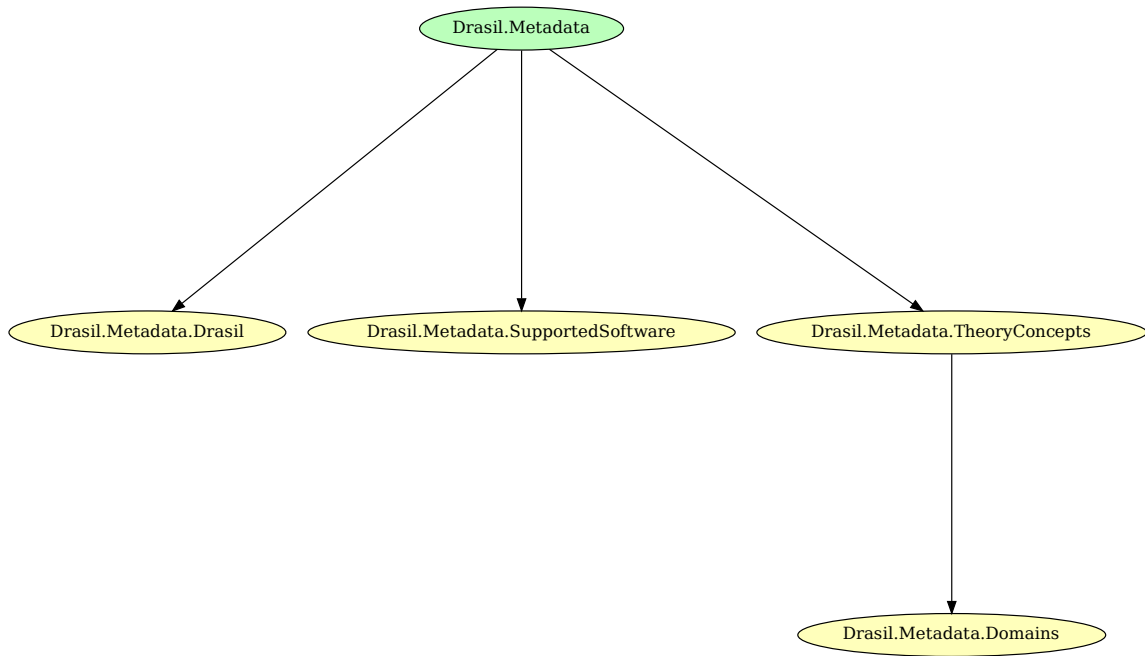 Drasil.Metadata
Drasil.Metadata.Drasil
Drasil.Metadata.SupportedSoftware
Drasil.Metadata.TheoryConcepts
Drasil.Metadata.Domains